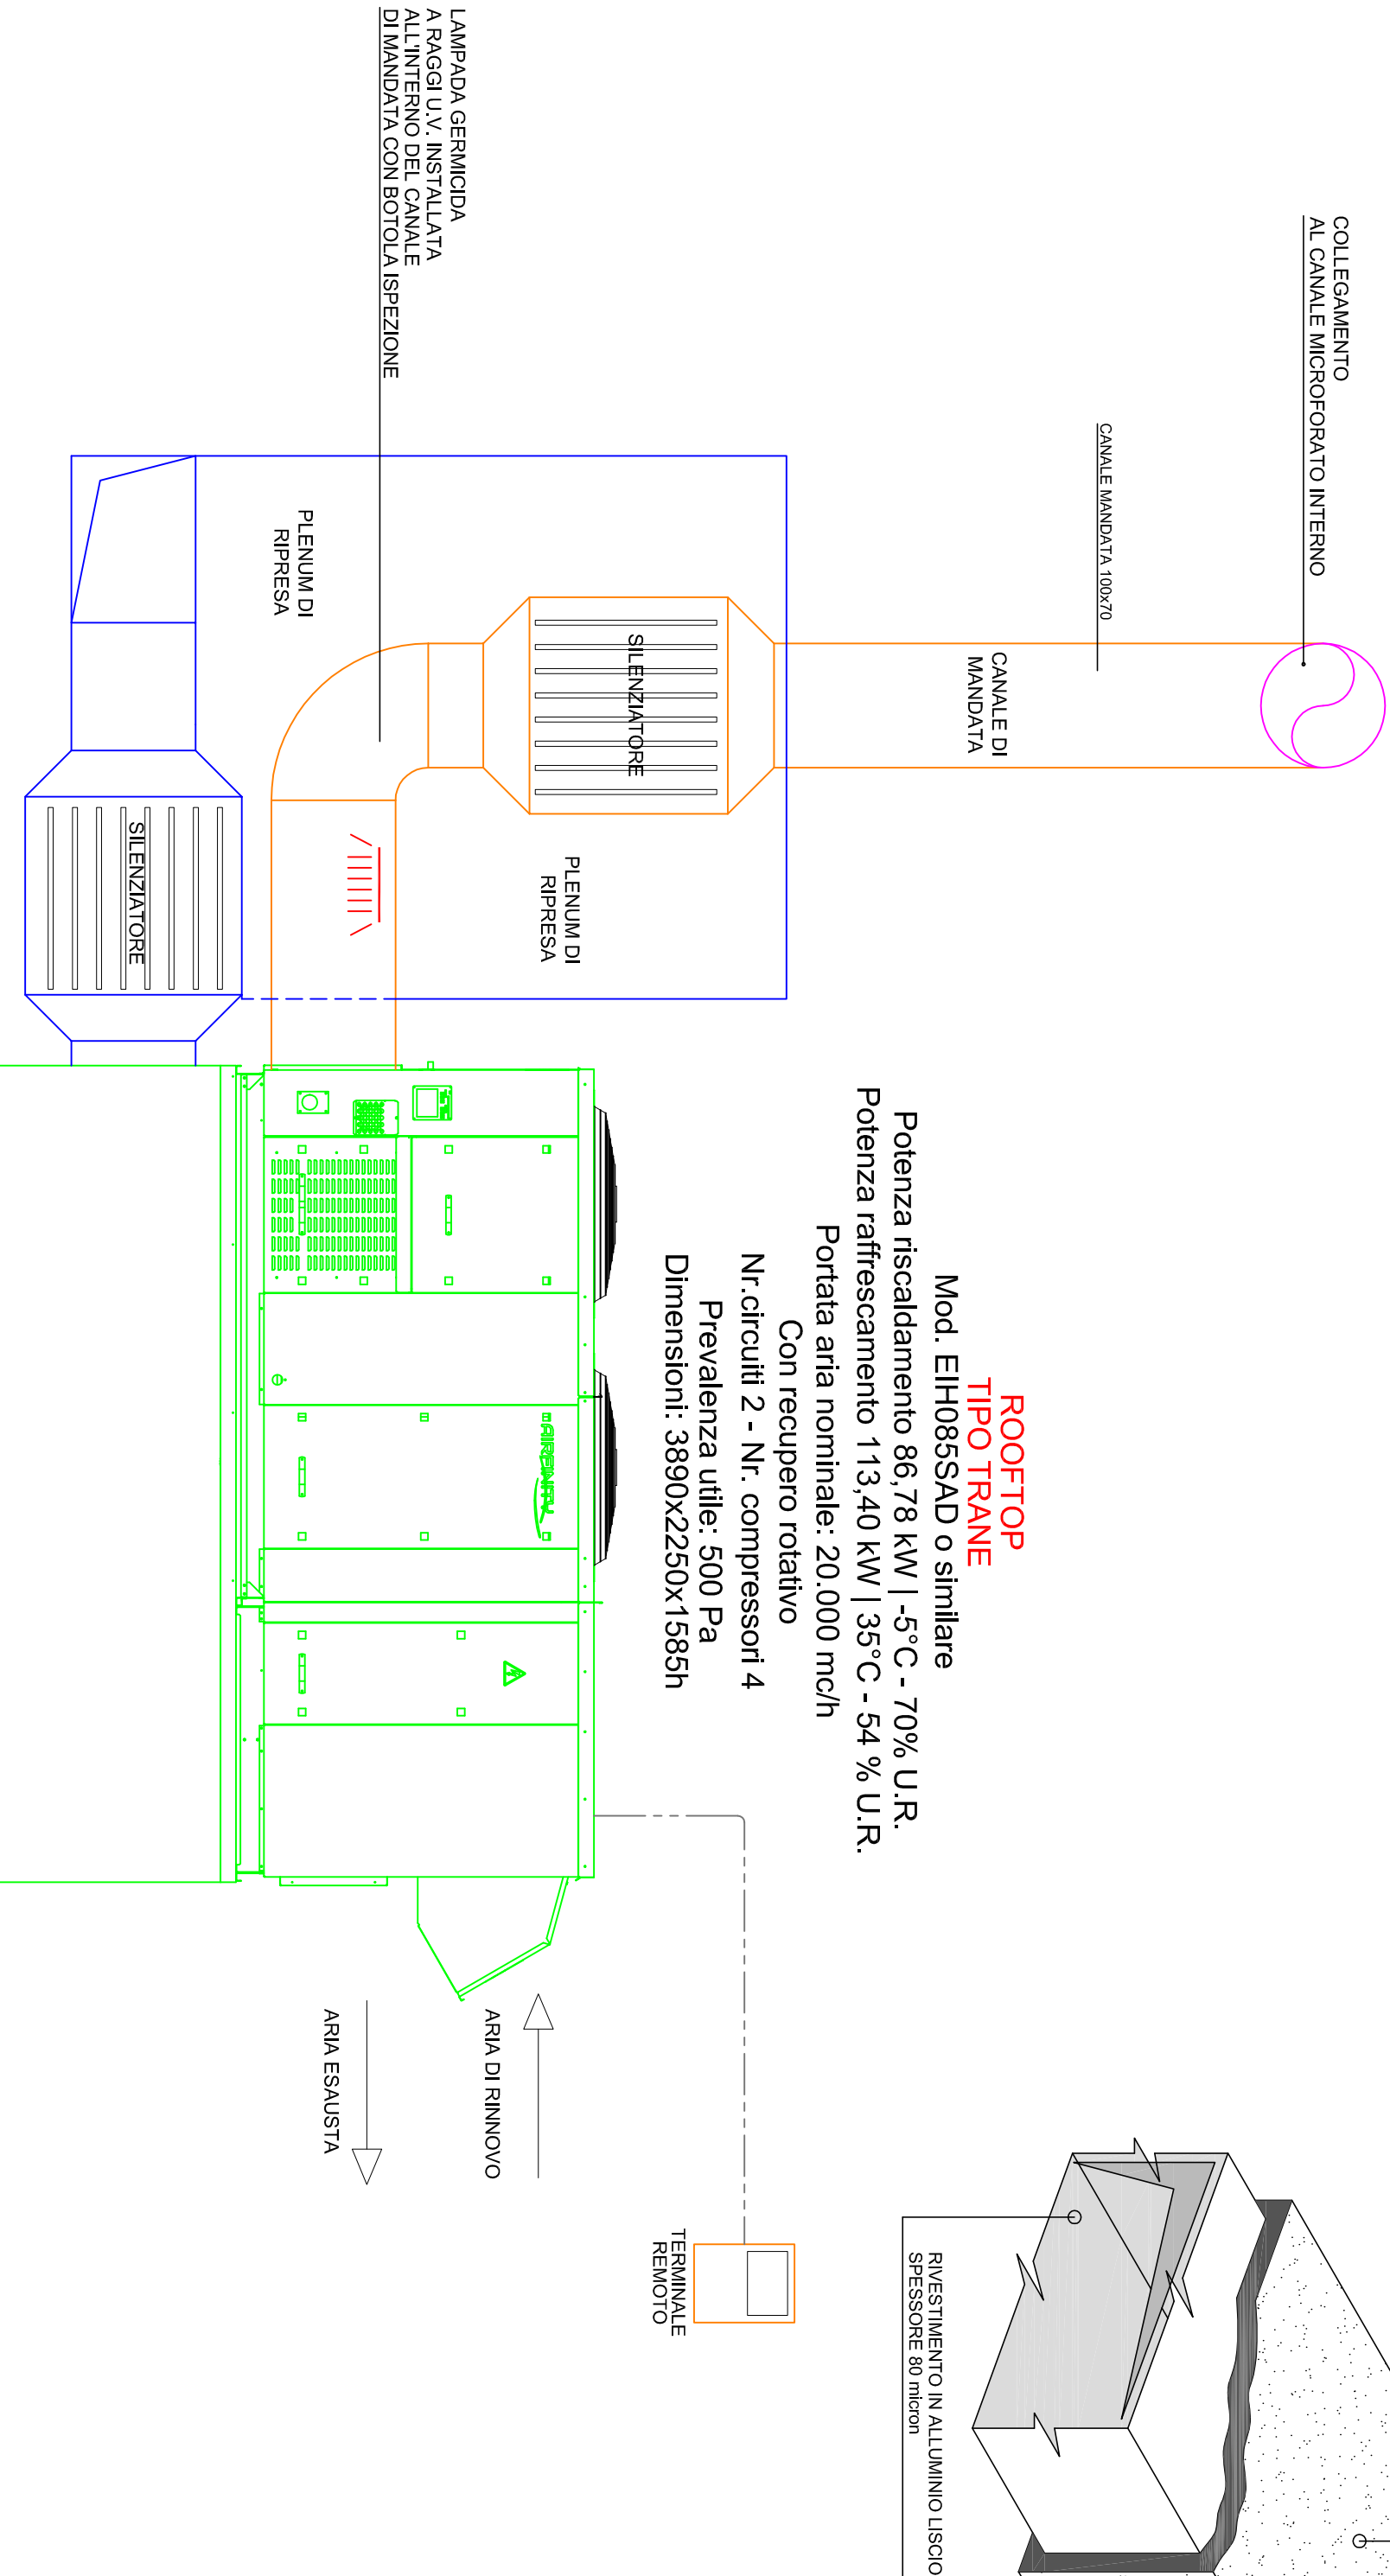 COLLEGAMENTO
AL CANALE MICROFORATO INTERNO
CANALE MANDATA 100x70
CANALE DI
MANDATA
LAMPADA GERMICIDA
A RAGGI U.V. INSTALLATA
ALL'INTERNO DEL CANALE
DI MANDATA CON BOTOLA ISPEZIONE
PLENUM DI
RIPRESA
SILENZIATORE
PLENUM DI
RIPRESA
SILENZIATORE
ROOFTOP
TIPO TRANE
Mod. EIH085SAD o similare
Potenza riscaldamento 86,78 kW | -5°C - 70% U.R.
Potenza raffrescamento 113,40 kW | 35°C - 54 % U.R.
Portata aria nominale: 20.000 mc/h
Con recupero rotativo
Nr.circuiti 2 - Nr. compressori 4
Prevalenza utile: 500 Pa
Dimensioni: 3890x2250x1585h
ARIA DI RINNOVO
ARIA ESAUSTA
TERMINALE
REMOTO
RIVESTIMENTO IN ALLUMINIO LISCIO
SPESSORE 80 micron